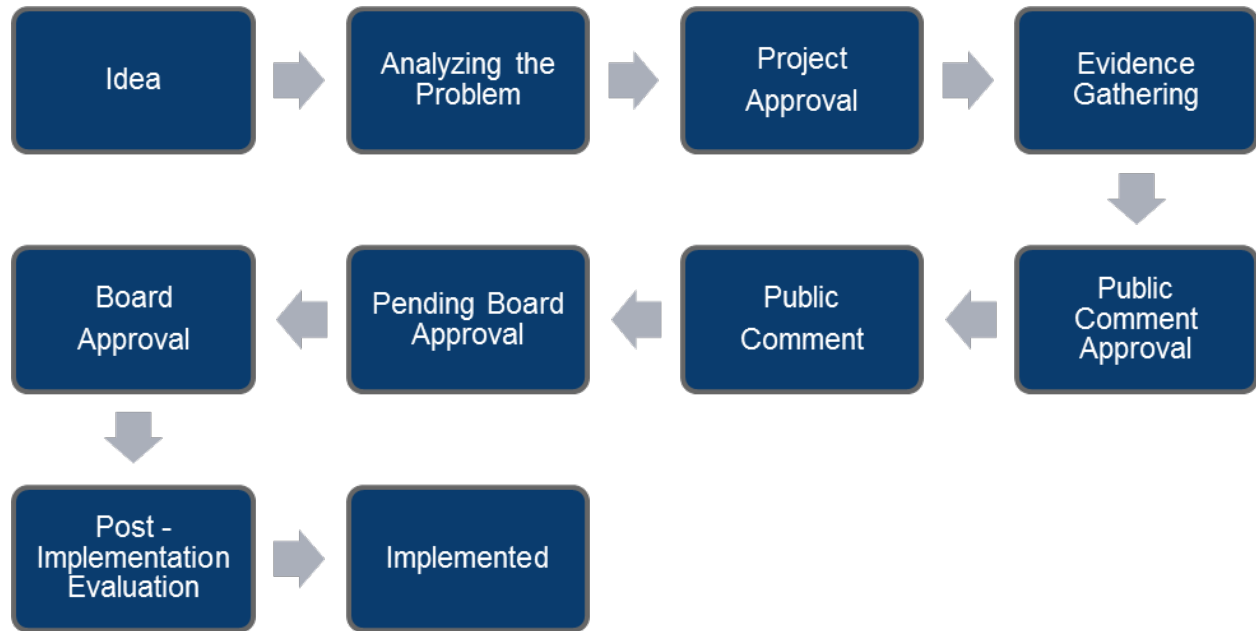 Idea
Analyzing the
Problem
Project
Approval
Evidence
Gathering
Public
Comment
Approval
Public
Comment
Pending Board
Approval
Board
Approval
Post -
Implementation
Evaluation
Implemented